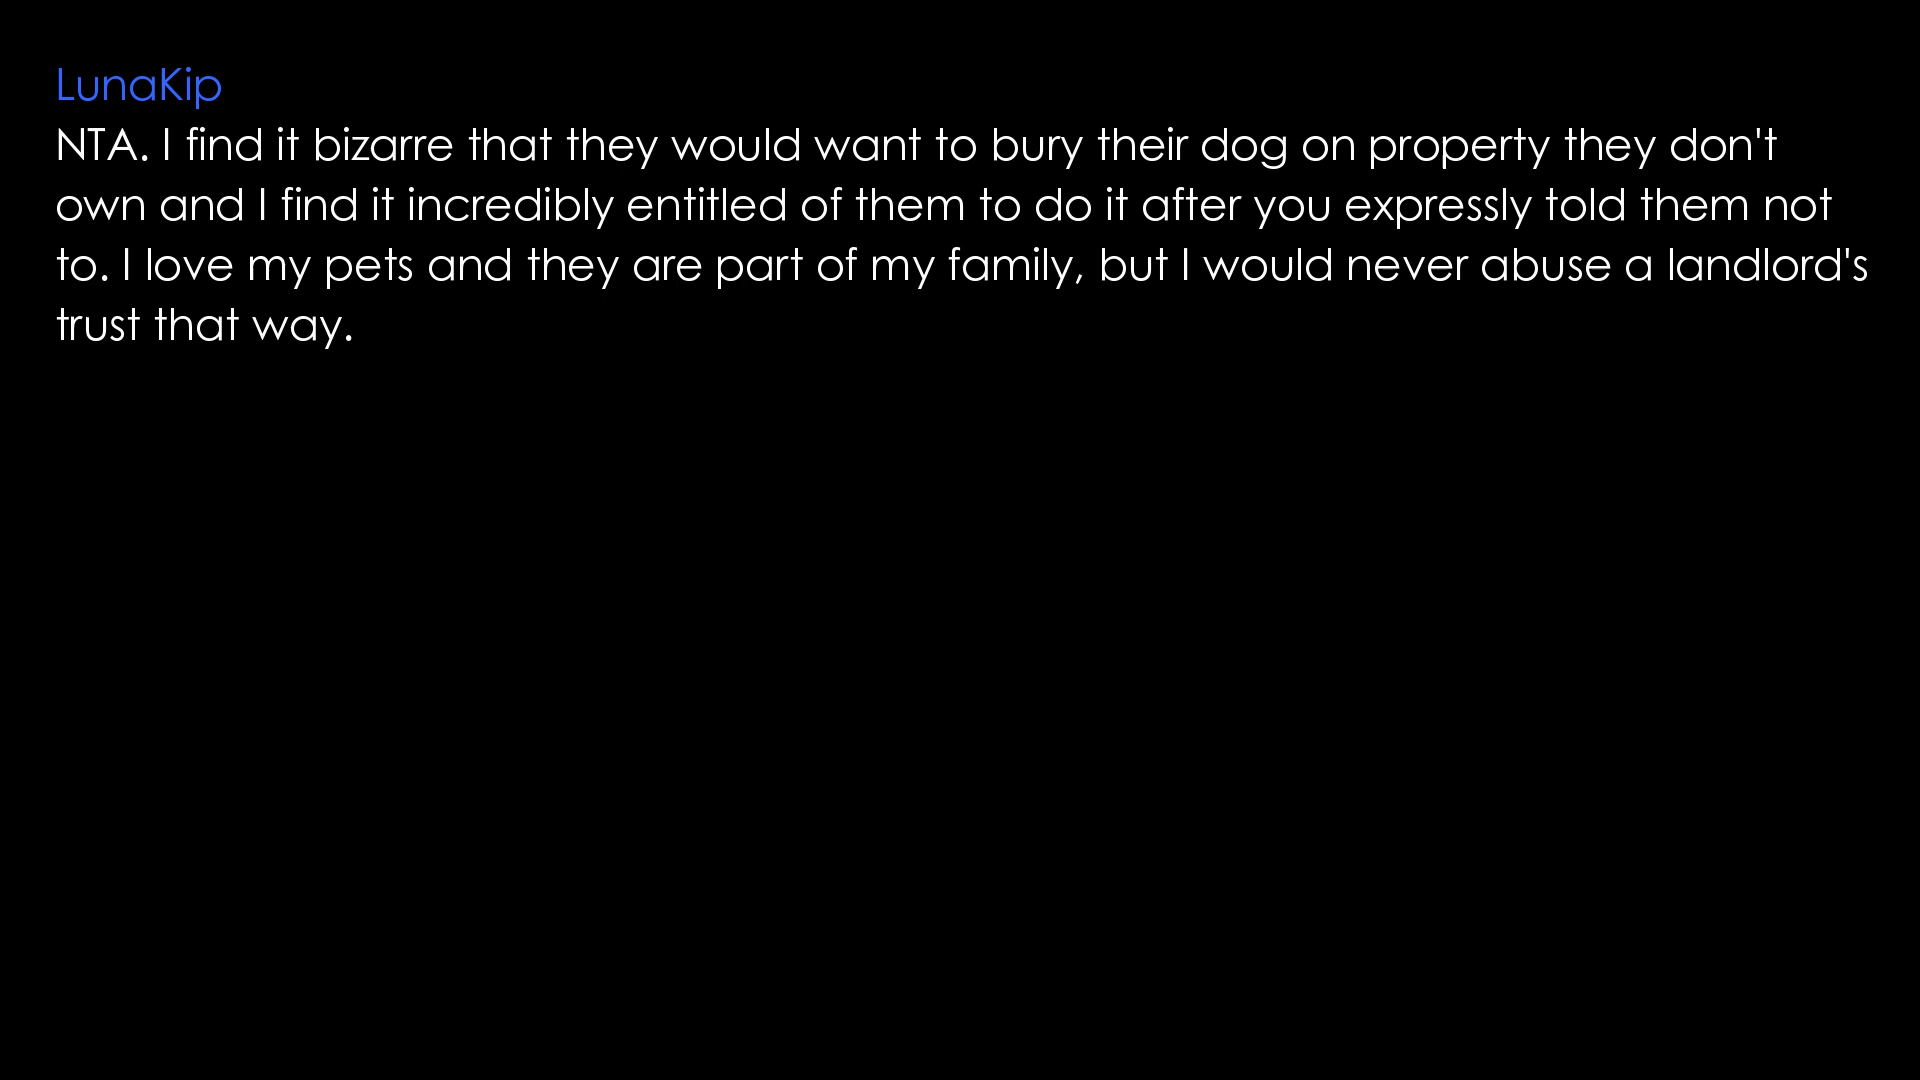 LunaKip
NTA. I find it bizarre that they would want to bury their dog on property they don't
own and I find it incredibly entitled of them to do it after you expressly told them not
to. I love my pets and they are part of my family, but I would never abuse a landlord's
trust that way.